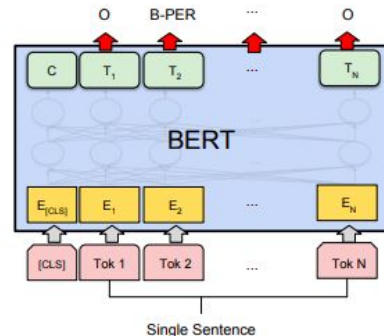 O B-PER ... O
C T1 T2 ... TN
BERT
E[CLS] E1 E2 ... EN
[CLS] Tok 1 Tok 2 ... Tok N
Single Sentence